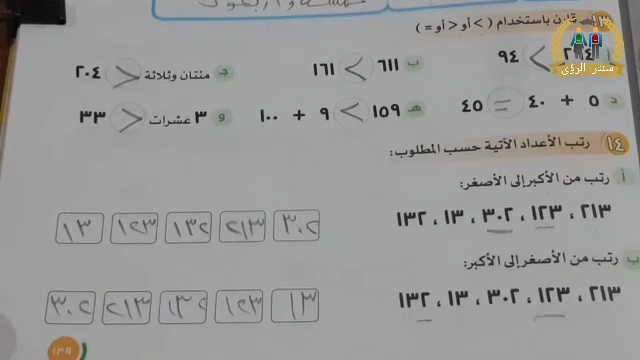 ١٣ قارن باستخدام ( > أو < أو = )
> ٩٤
ب ٦١١ < ١٦١
ج مئتان وثلاثة > ٢٠٤
د ٥ + ٤٠ = ٤٥
هـ ١٥٩ < ٩ + ١٠٠
و ٣ عشرات > ٣٣
١٤ رتب الأعداد الآتية حسب المطلوب:
أ رتب من الأكبر إلى الأصغر:
٢١٣ ، ١٢٣ ، ٣٠٢ ، ١٣ ، ١٣٢
٣٠٢ ٢١٣ ١٣٢ ١٢٣ ١٣
ب رتب من الأصغر إلى الأكبر:
٢١٣ ، ١٢٣ ، ٣٠٢ ، ١٣ ، ١٣٢
١٣ ١٢٣ ١٣٢ ٢١٣ ٣٠٢
١٣٩
سندر الرؤى